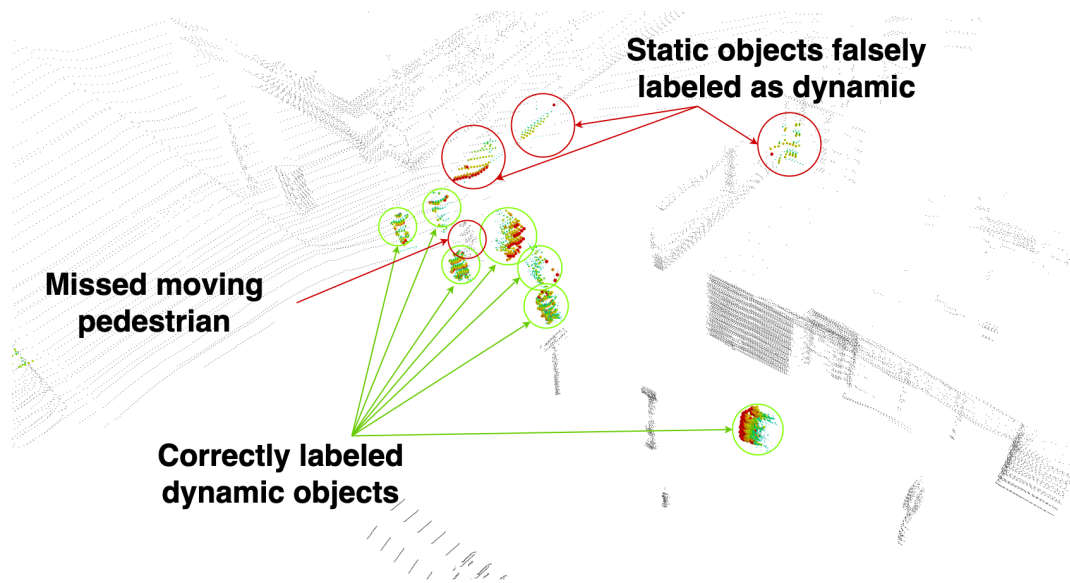 Static objects falsely
labeled as dynamic
Missed moving
pedestrian
Correctly labeled
dynamic objects